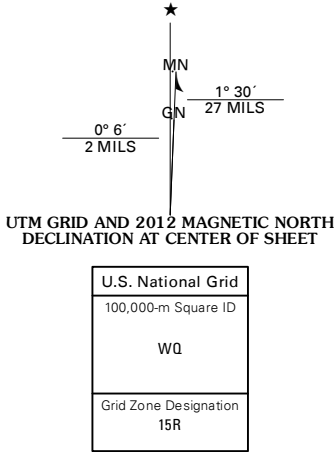 ★
MN
1° 30´
27 MILS
GN
0° 6´
2 MILS
UTM GRID AND 2012 MAGNETIC NORTH
DECLINATION AT CENTER OF SHEET
U.S. National Grid
100,000-m Square ID
WQ
Grid Zone Designation
15R